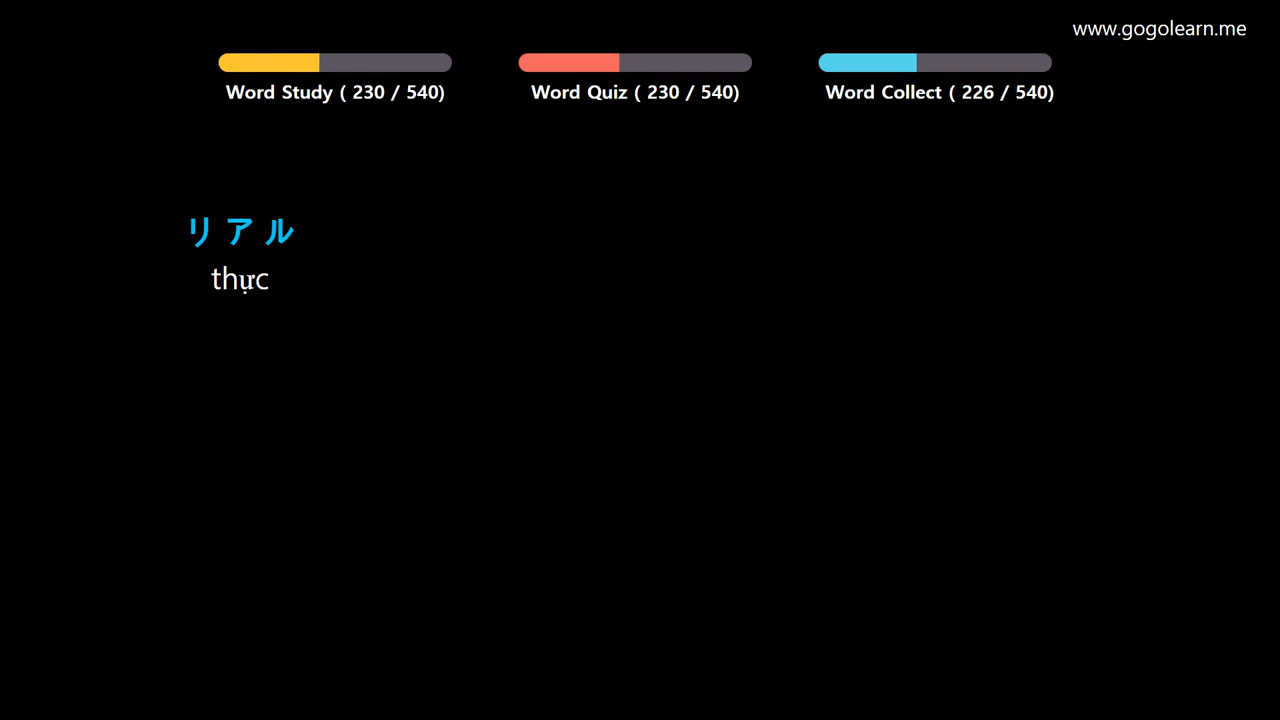 www.gogolearn.me
Word Study ( 230 / 540)
Word Quiz ( 230 / 540)
Word Collect ( 226 / 540)
リアル
thực